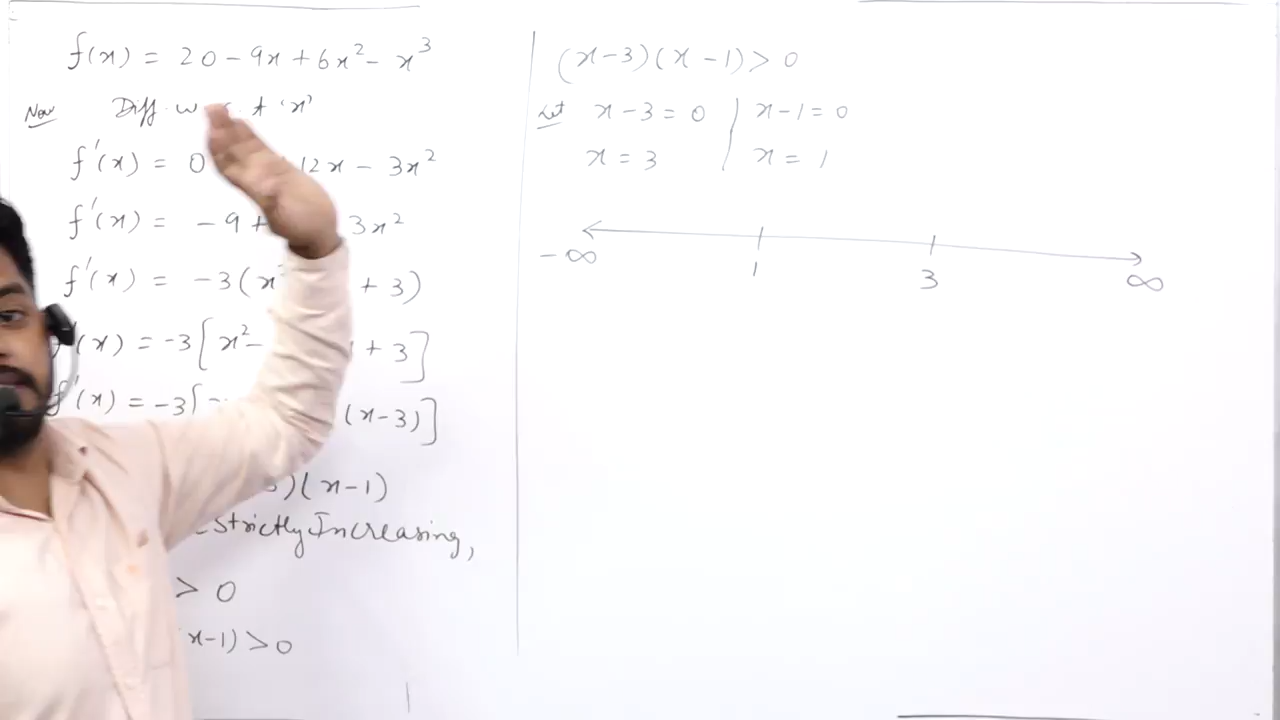 f(x) = 20 - 9x + 6x² - x³
Now Diff w 't 'x'
f'(x) = 0 12x - 3x²
f'(x) = - 9 + 3x²
f'(x) = -3(x² + 3)
(x) = -3[x² - + 3]
f'(x) = -3[ (x-3)]
)(x-1)
Strictly Increasing,
> 0
x-1) > 0
(x-3)(x-1) > 0
Let x-3 = 0 | x-1 = 0
x = 3 | x = 1
-∞ 1 3 ∞